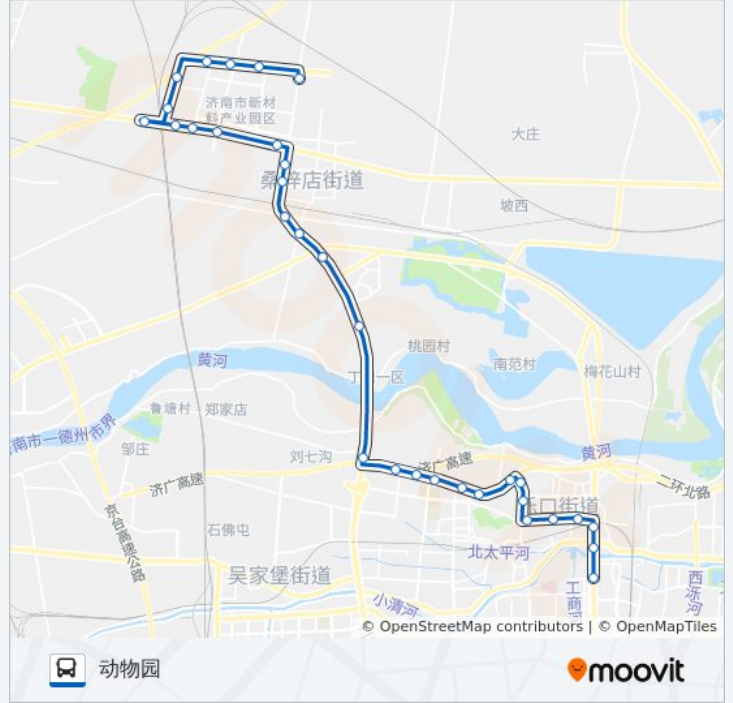 济南市新材
料产业园区
大庄
桑梓店街道
坡西
桃园村
黄河
南范村
丁
一区
梅花山村
鲁塘村
郑家店
南市一德州市界
邹庄
刘七沟
济广高速
黄河
济广高速
二环北路
京台高速公路
泺口街道
石佛屯
北太平河
吴家堡街道
工商河
西泺河
小清河
© OpenStreetMap contributors | © OpenMapTiles
动物园
moovit